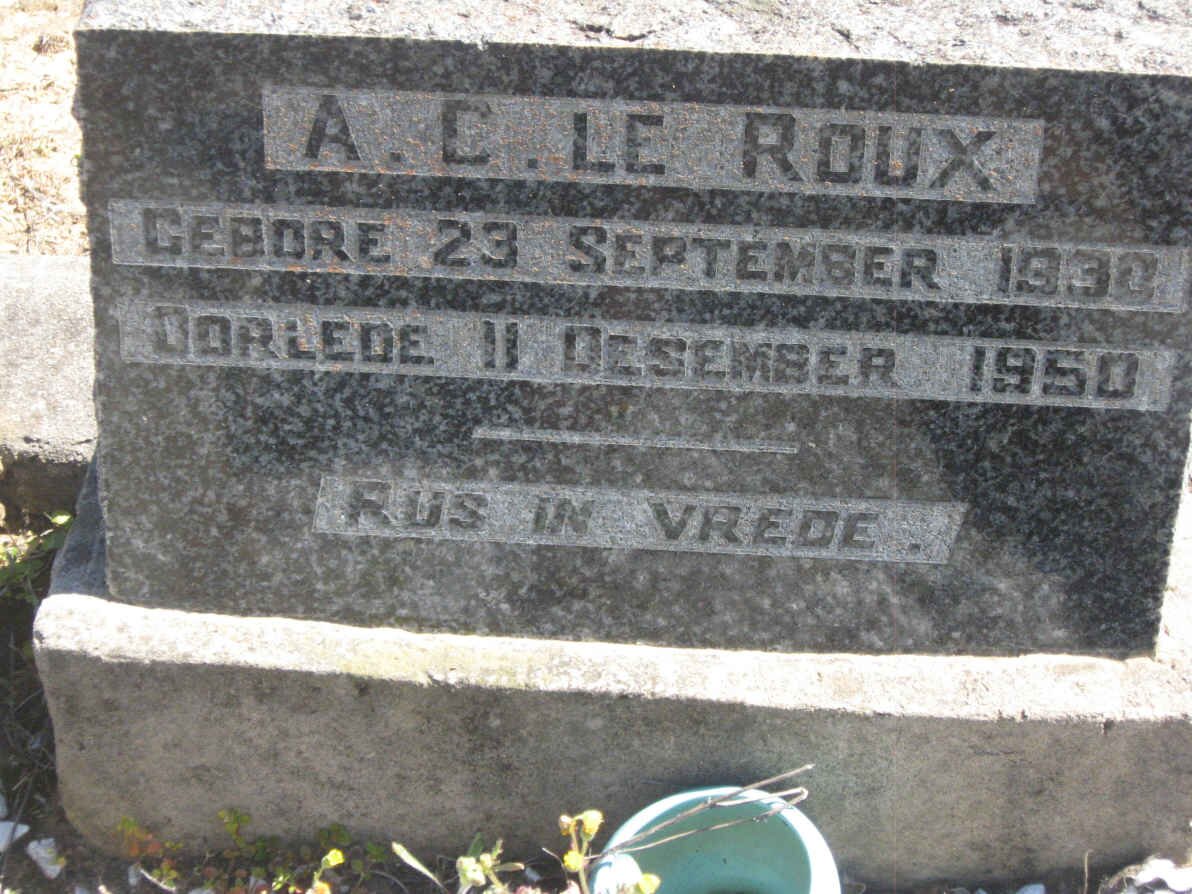 A. C. LE ROUX
GEBORE 23 SEPTEMBER 1930
OORLEDE 11 DESEMBER 1950
RUS IN VREDE.